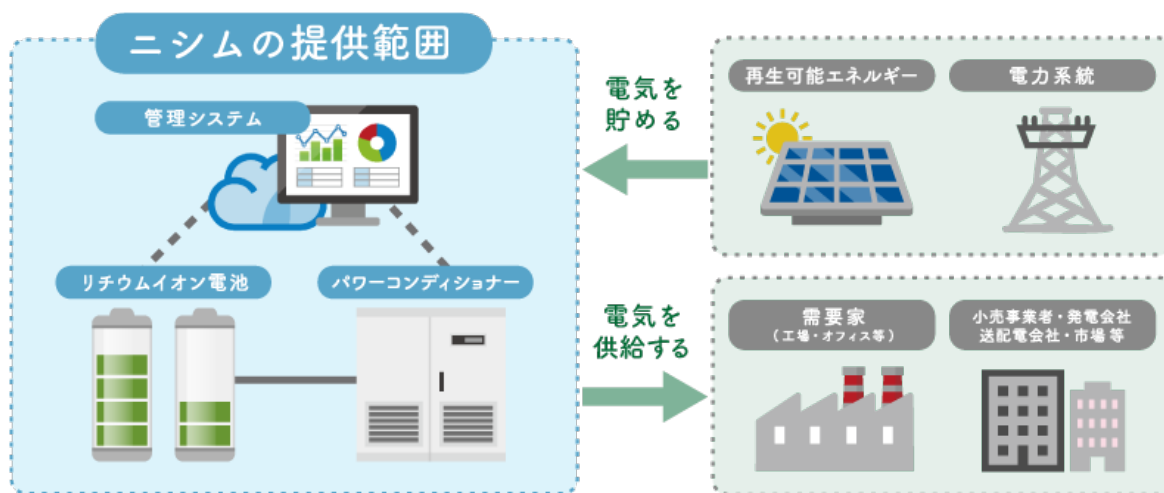 ニシムの提供範囲
管理システム
リチウムイオン電池
パワーコンディショナー
電気を
貯める
再生可能エネルギー
電力系統
電気を
供給する
需要家
(工場・オフィス等)
小売事業者・発電会社
送配電会社・市場 等